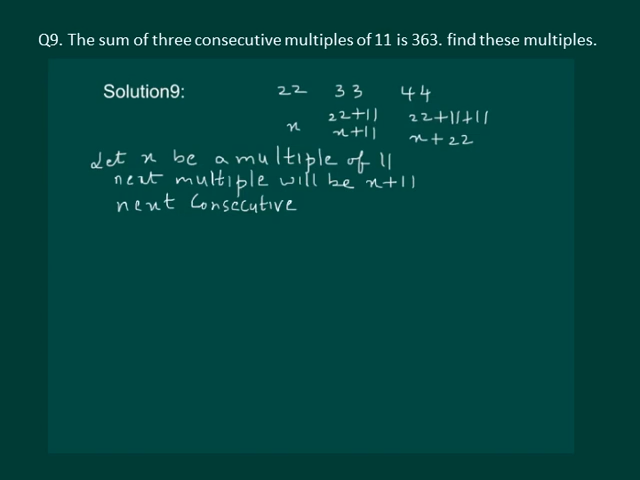 Q9. The sum of three consecutive multiples of 11 is 363. find these multiples.
Solution9: 22 33 44
22+11 22+11+11
x x+11 x+22
Let x be a multiple of 11
next multiple will be x+11
next Consecutive